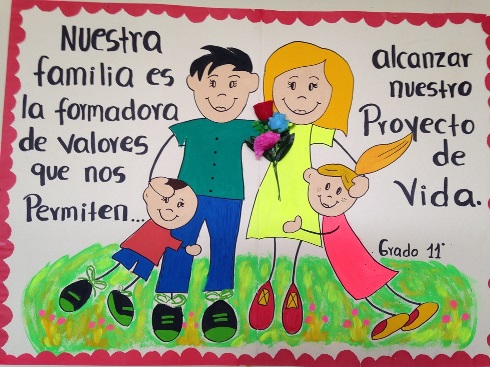 Nuestra
familia es
la formadora
de valores
que nos
Permiten...
alcanzar
nuestro
Proyecto
de
Vida.
Grado 11°